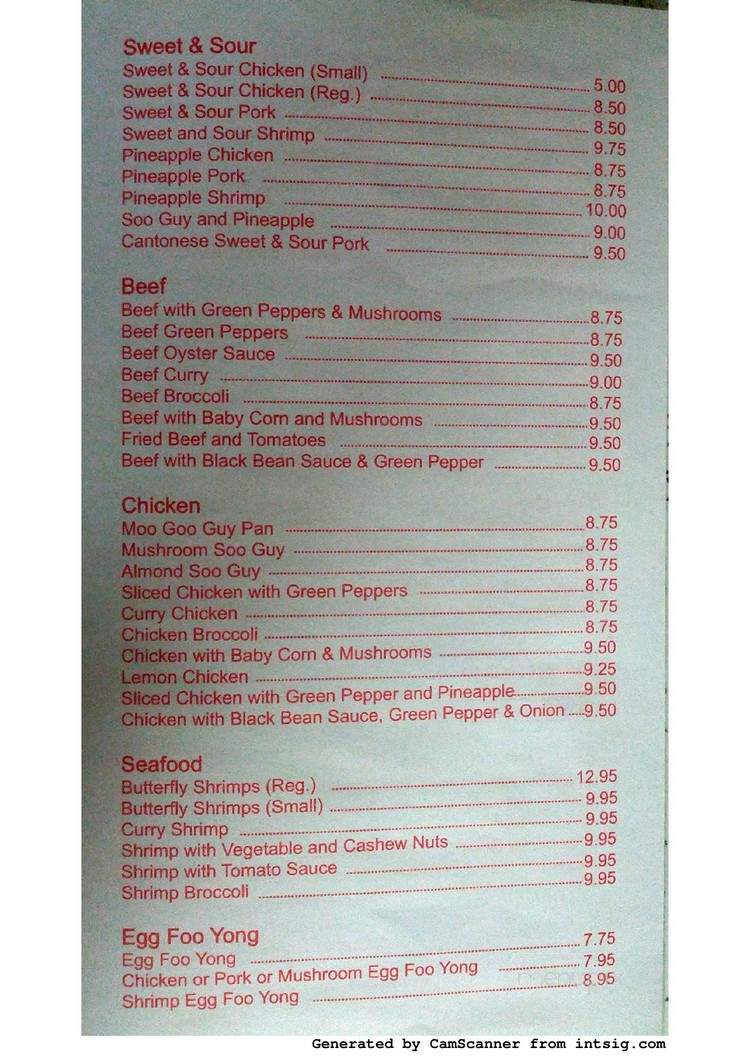 Sweet & Sour
Sweet & Sour Chicken (Small) 5.00
Sweet & Sour Chicken (Reg.) 8.50
Sweet & Sour Pork 8.50
Sweet and Sour Shrimp 9.75
Pineapple Chicken 8.75
Pineapple Pork 8.75
Pineapple Shrimp 10.00
Soo Guy and Pineapple 9.00
Cantonese Sweet & Sour Pork 9.50
Beef
Beef with Green Peppers & Mushrooms 8.75
Beef Green Peppers 8.75
Beef Oyster Sauce 9.50
Beef Curry 9.00
Beef Broccoli 8.75
Beef with Baby Corn and Mushrooms 9.50
Fried Beef and Tomatoes 9.50
Beef with Black Bean Sauce & Green Pepper 9.50
Chicken
Moo Goo Guy Pan 8.75
Mushroom Soo Guy 8.75
Almond Soo Guy 8.75
Sliced Chicken with Green Peppers 8.75
Curry Chicken 8.75
Chicken Broccoli 8.75
Chicken with Baby Corn & Mushrooms 9.50
Lemon Chicken 9.25
Sliced Chicken with Green Pepper and Pineapple 9.50
Chicken with Black Bean Sauce, Green Pepper & Onion 9.50
Seafood
Butterfly Shrimps (Reg.) 12.95
Butterfly Shrimps (Small) 9.95
Curry Shrimp 9.95
Shrimp with Vegetable and Cashew Nuts 9.95
Shrimp with Tomato Sauce 9.95
Shrimp Broccoli 9.95
Egg Foo Yong
Egg Foo Yong 7.75
Chicken or Pork or Mushroom Egg Foo Yong 7.95
Shrimp Egg Foo Yong 8.95
Generated by CamScanner from intsig.com